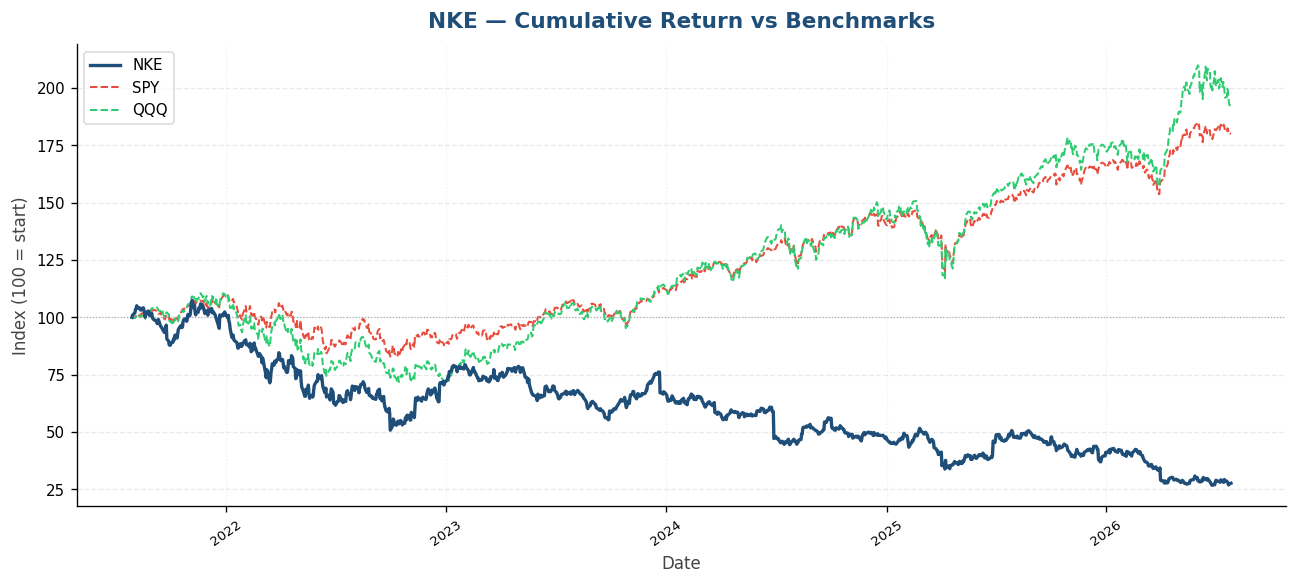 NKE — Cumulative Return vs Benchmarks
NKE
SPY
QQQ
Index (100 = start)
200
175
150
125
100
75
50
25
2022
2023
2024
2025
2026
Date